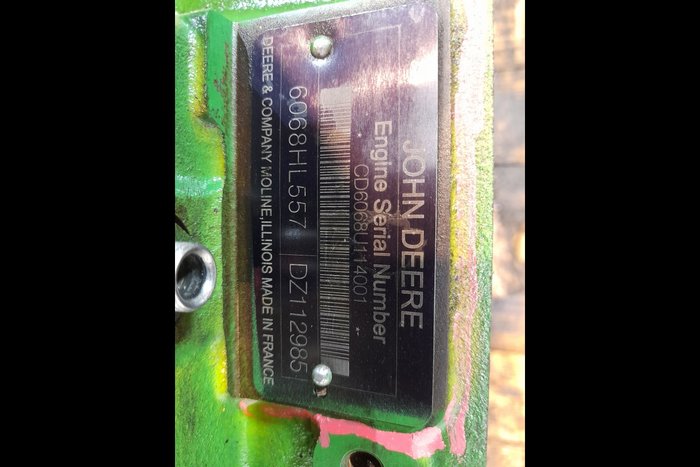 JOHN DEERE
Engine Serial Number
CD6068U114001
6068HL557 DZ112985
DEERE & COMPANY MOLINE,ILLINOIS MADE IN FRANCE